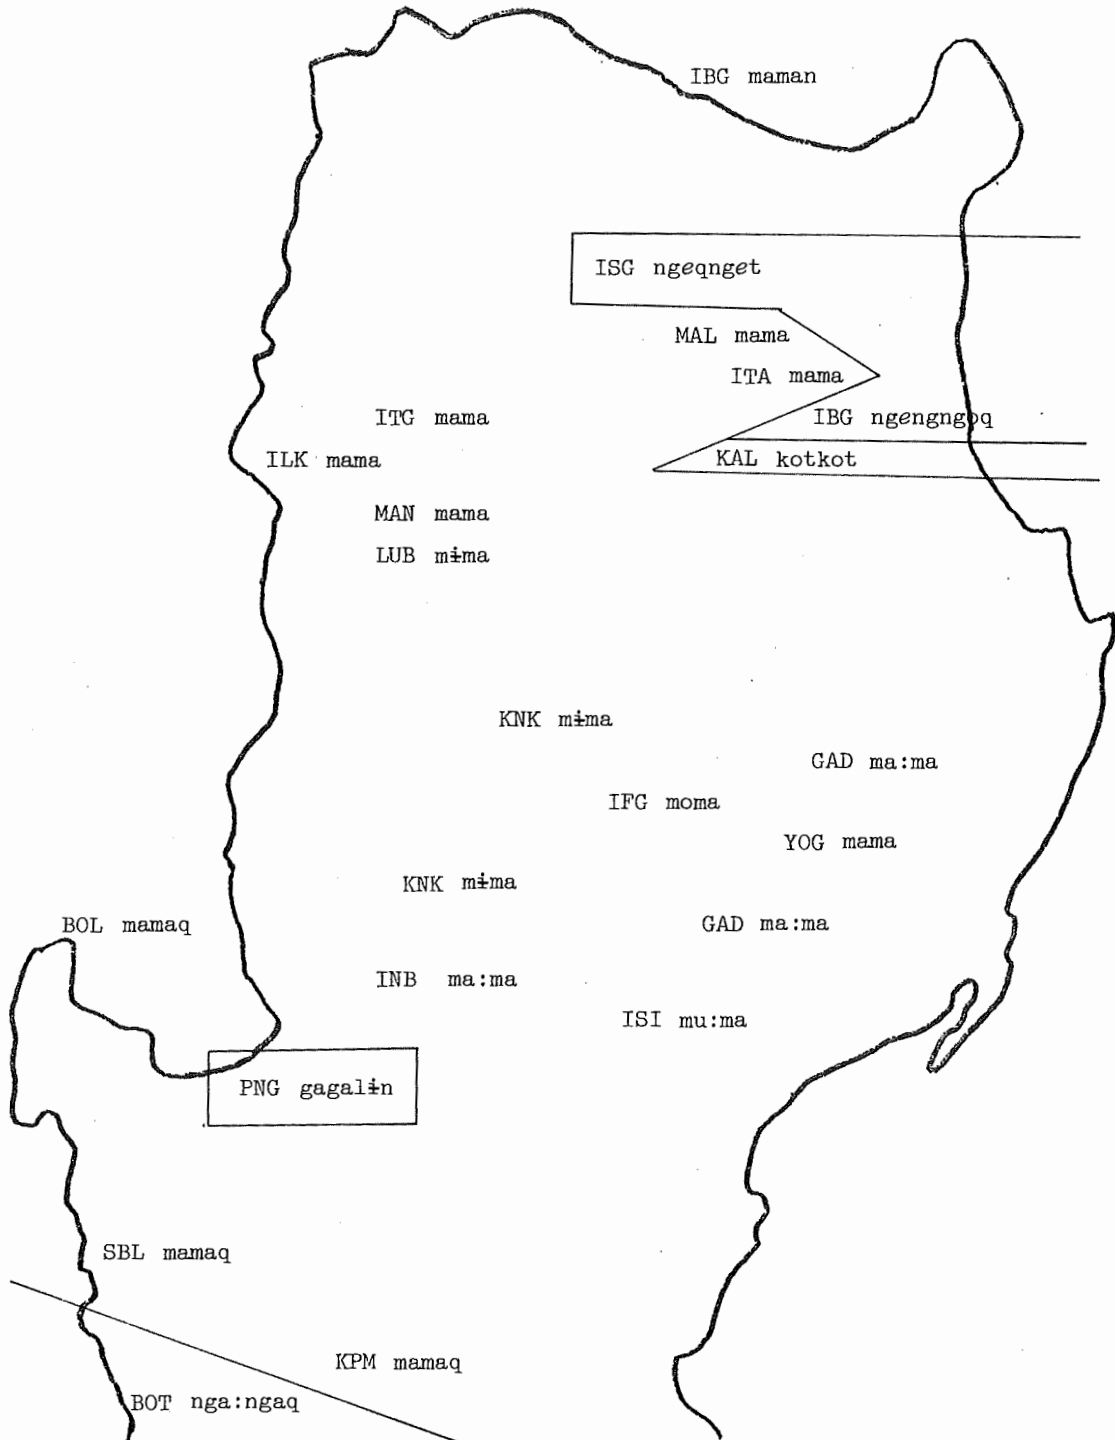 IBG maman
ISG ngeqnget
MAL mama
ITA mama
ITG mama
IBG ngengngoq
ILK mama
KAL kotkot
MAN mama
LUB mɨma
KNK mɨma
GAD ma:ma
IFG moma
YOG mama
KNK mɨma
BOL mamaq
GAD ma:ma
INB ma:ma
ISI mu:ma
PNG gagalɨn
SBL mamaq
KPM mamaq
BOT nga:ngaq